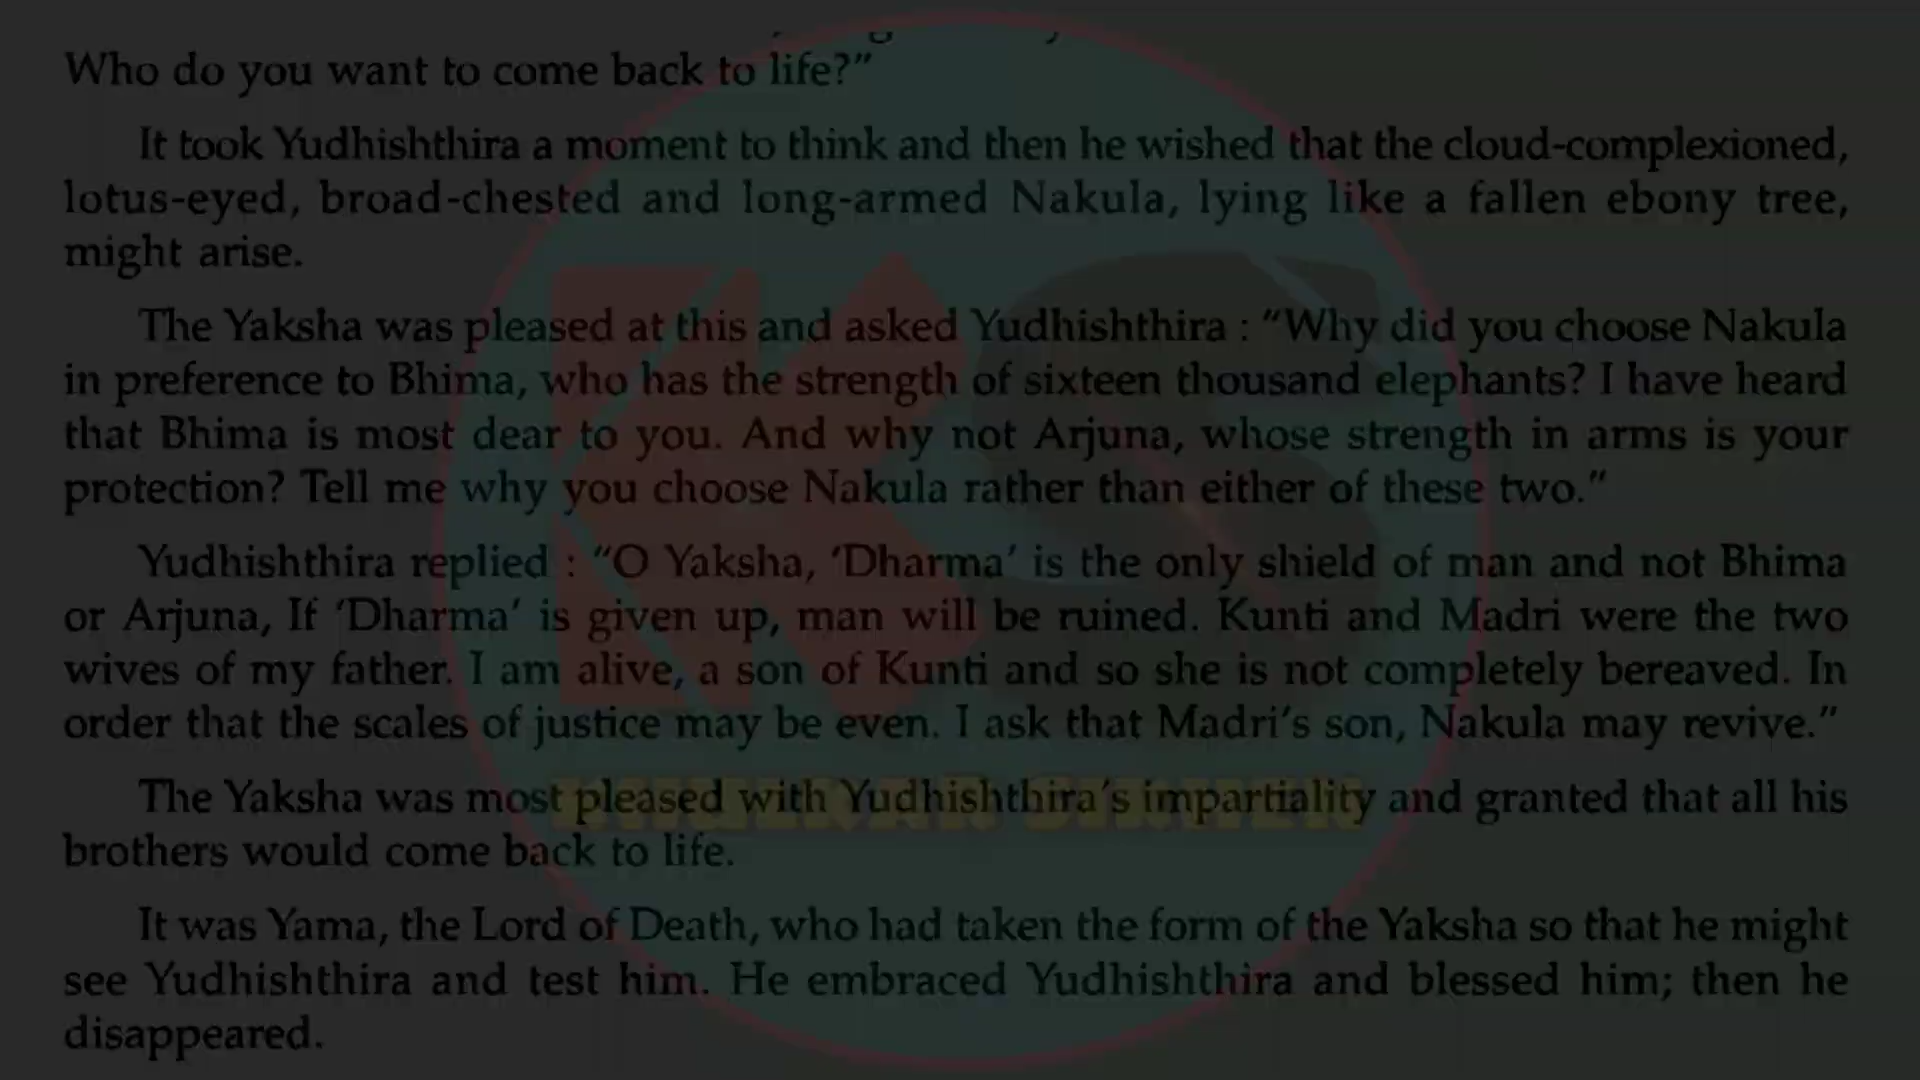 Who do you want to come back to life?”
It took Yudhishthira a moment to think and then he wished that the cloud-complexioned,
lotus-eyed, broad-chested and long-armed Nakula, lying like a fallen ebony tree,
might arise.
The Yaksha was pleased at this and asked Yudhishthira : “Why did you choose Nakula
in preference to Bhima, who has the strength of sixteen thousand elephants? I have heard
that Bhima is most dear to you. And why not Arjuna, whose strength in arms is your
protection? Tell me why you choose Nakula rather than either of these two.”
Yudhishthira replied : “O Yaksha, ‘Dharma’ is the only shield of man and not Bhima
or Arjuna, If ‘Dharma’ is given up, man will be ruined. Kunti and Madri were the two
wives of my father. I am alive, a son of Kunti and so she is not completely bereaved. In
order that the scales of justice may be even. I ask that Madri’s son, Nakula may revive.”
The Yaksha was most pleased with Yudhishthira’s impartiality and granted that all his
brothers would come back to life.
It was Yama, the Lord of Death, who had taken the form of the Yaksha so that he might
see Yudhishthira and test him. He embraced Yudhishthira and blessed him; then he
disappeared.